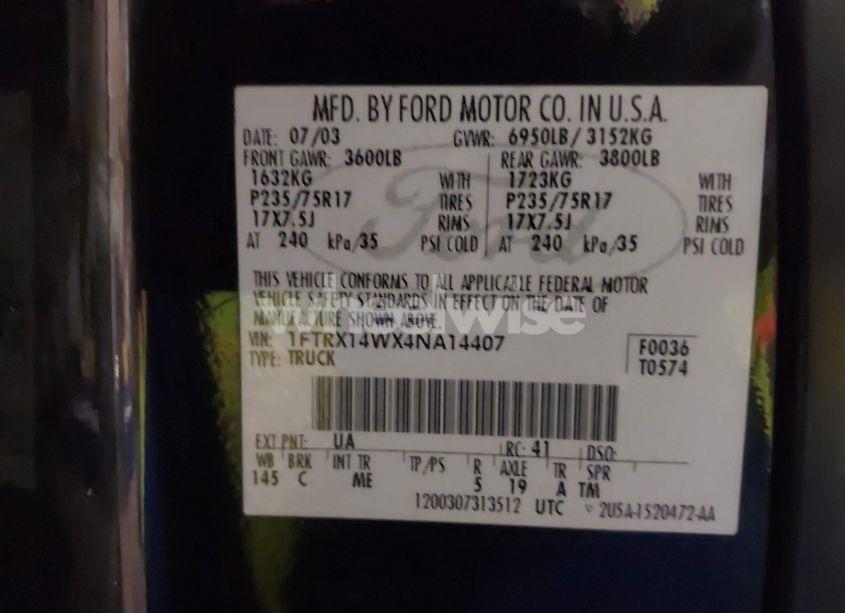 MFD. BY FORD MOTOR CO. IN U.S.A.
DATE: 07/03 GVWR: 6950LB/ 3152KG
FRONT GAWR: 3600LB REAR GAWR: 3800LB
1632KG WITH 1723KG WITH
P235/75R17 TIRES P235/75R17 TIRES
17X7.5J RIMS 17X7.5J RIMS
AT 240 kPa/35 PSI COLD AT 240 kPa/35 PSI COLD
THIS VEHICLE CONFORMS TO ALL APPLICABLE FEDERAL MOTOR
VEHICLE SAFETY STANDARDS IN EFFECT ON THE DATE OF
MANUFACTURE SHOWN ABOVE.
VIN: 1FTRX14WX4NA14407 F0036
TYPE: TRUCK T0574
EXT PNT: UA RC: 41 DSO:
WB BRK INT TR TP/PS R AXLE TR SPR
145 C ME 5 19 A TM
1200307313512 UTC 2U5A-1520472-AA
Ford